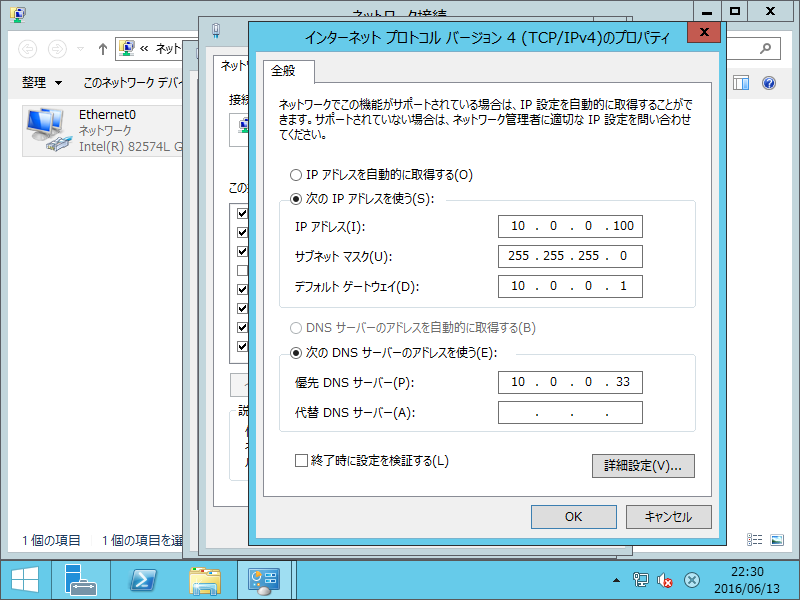 ネットワーク接続
インターネット プロトコル バージョン 4 (TCP/IPv4)のプロパティ
« ネット
ネットワ
全般
整理
このネットワーク デバイ
Ethernet0
ネットワーク
Intel(R) 82574L G
接続
この
ネットワークでこの機能がサポートされている場合は、IP 設定を自動的に取得することがで
きます。サポートされていない場合は、ネットワーク管理者に適切な IP 設定を問い合わせ
てください。
IP アドレスを自動的に取得する(O)
次の IP アドレスを使う(S):
IP アドレス(I): 10 . 0 . 0 . 100
サブネット マスク(U): 255 . 255 . 255 . 0
デフォルト ゲートウェイ(D): 10 . 0 . 0 . 1
DNS サーバーのアドレスを自動的に取得する(B)
次の DNS サーバーのアドレスを使う(E):
優先 DNS サーバー(P): 10 . 0 . 0 . 33
代替 DNS サーバー(A): . . .
説
終了時に設定を検証する(L)
詳細設定(V)...
OK
キャンセル
1 個の項目
1 個の項目を選
22:30
2016/06/13